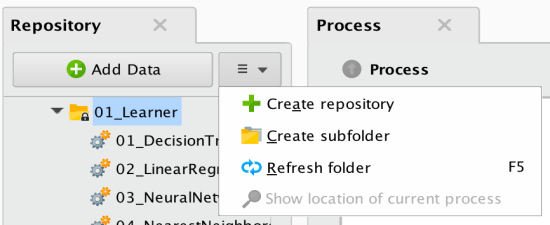 Repository
Process
Add Data
Process
01_Learner
Create repository
Create subfolder
01_DecisionTr
Refresh folder F5
02_LinearRegr
03_NeuralNet
Show location of current process
04_NearestNeighbor